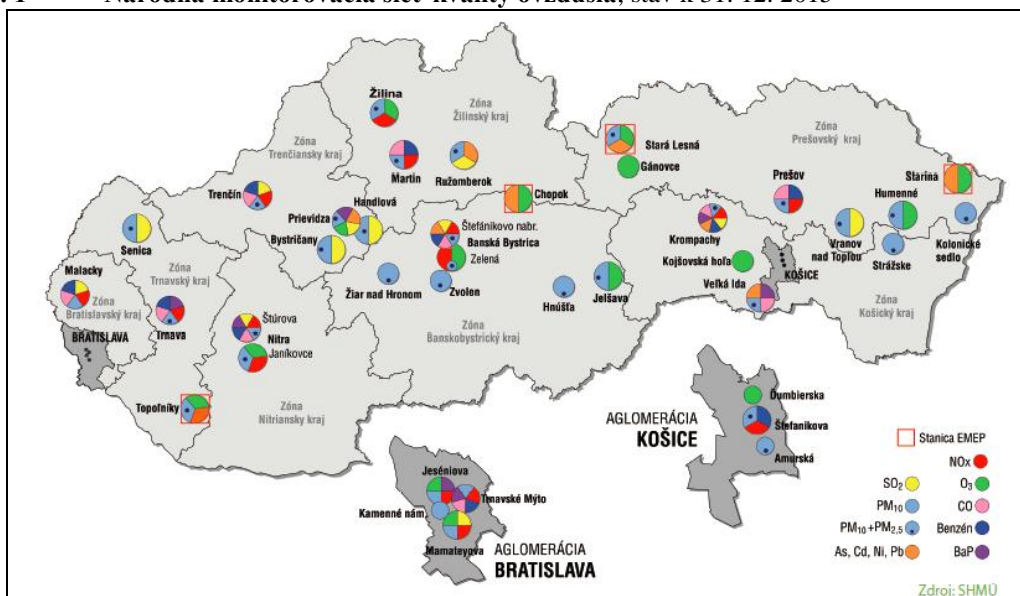 Národná monitorovacia sieť kvality ovzdušia, stav k 31. 12. 2013
Žilina
Zóna
Žilinský kraj
Zóna
Trenčiansky kraj
Martin
Ružomberok
Stará Lesná
Gánovce
Zóna
Prešovský kraj
Trenčín
Handlová
Prievidza
Bystričany
Chopok
Prešov
Starina
Humenné
Senica
Štefánikovo nabr.
Banská Bystrica
Zelená
Krompachy
Vranov
nad Topľou
Kolonické
sedlo
Strážske
Malacky
Zóna
Trnavský kraj
Zóna
Bratislavský kraj
Žiar nad Hronom
Zvolen
Hnúšťa
Jelšava
Kojšovská hoľa
KOŠICE
Veľká Ida
Zóna
Košický kraj
BRATISLAVA
Trnava
Štúrova
Nitra
Janíkovce
Zóna
Banskobystrický kraj
Topoľníky
Zóna
Nitriansky kraj
AGLOMERÁCIA
KOŠICE
Ďumbierska
Štefanikova
Amurská
Jeséniova
Trnavské Mýto
Kamenné nám.
Mamateyova
AGLOMERÁCIA
BRATISLAVA
Stanica EMEP
NOx
SO2 O3
PM10 CO
PM10+PM2,5 Benzén
As, Cd, Ni, Pb BaP
Zdroj: SHMÚ